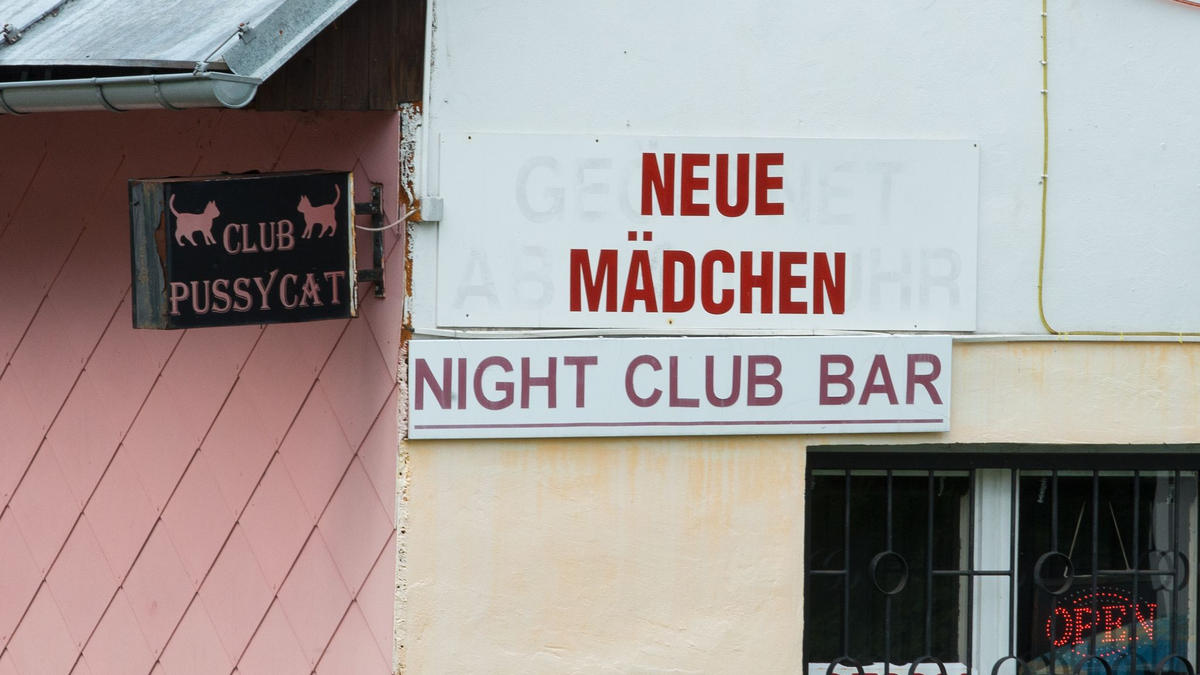 CLUB
PUSSYCAT
NEUE
MÄDCHEN
NIGHT CLUB BAR
OPEN